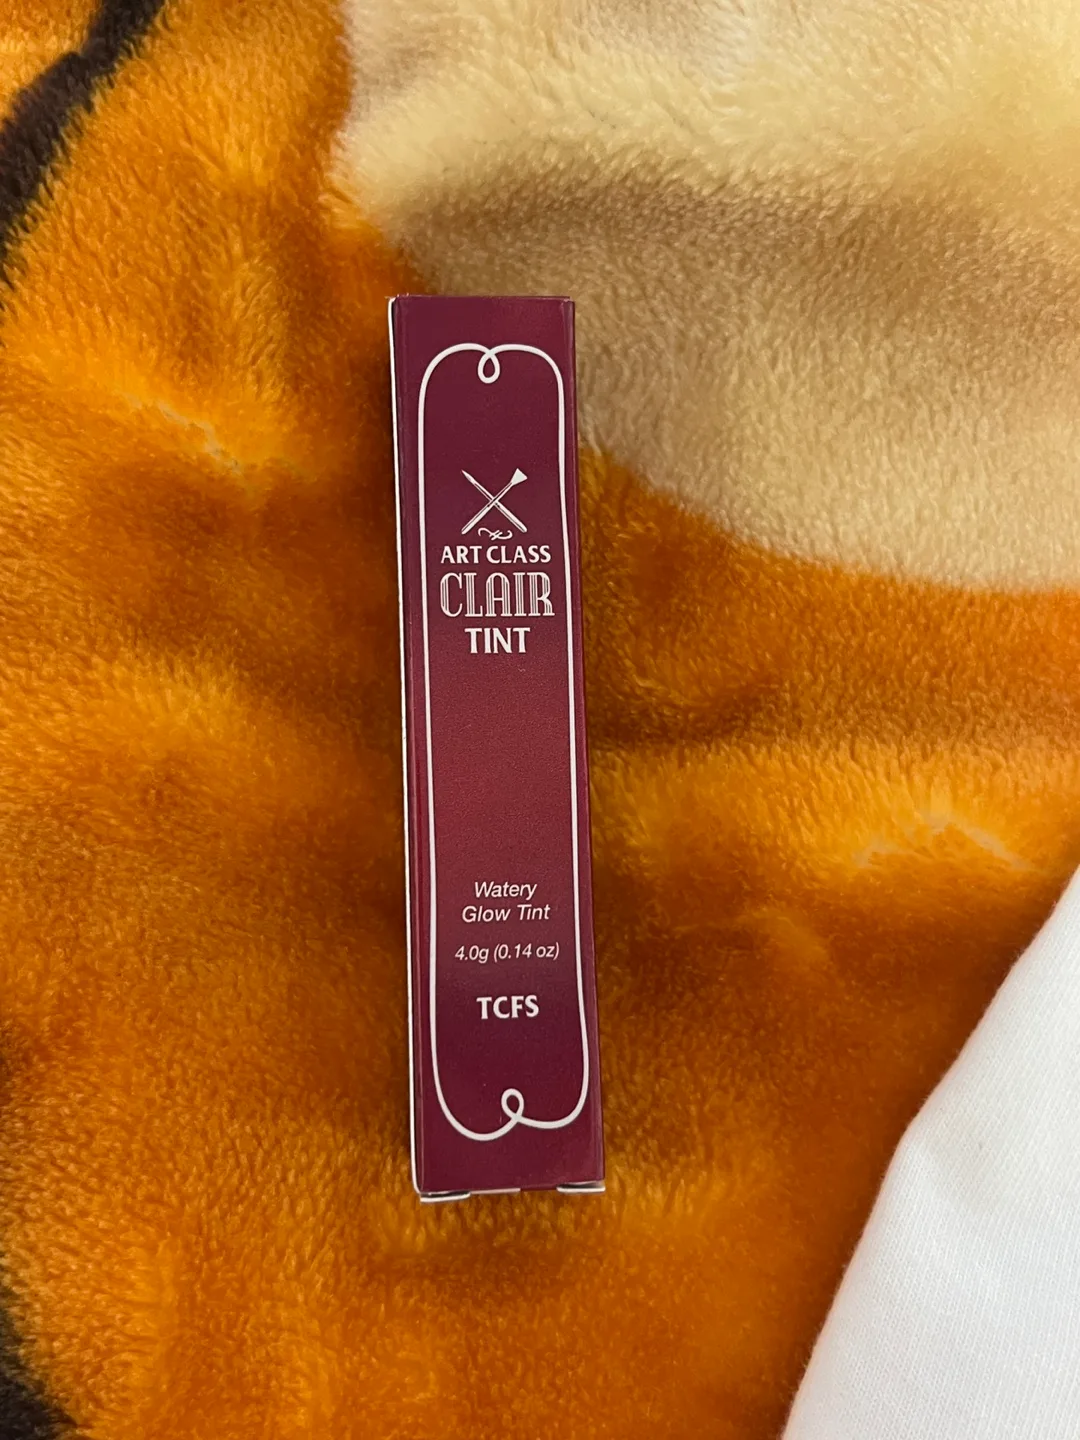 ART CLASS
CLAIR
TINT
Watery
Glow Tint
4.0g (0.14 oz)
TCFS